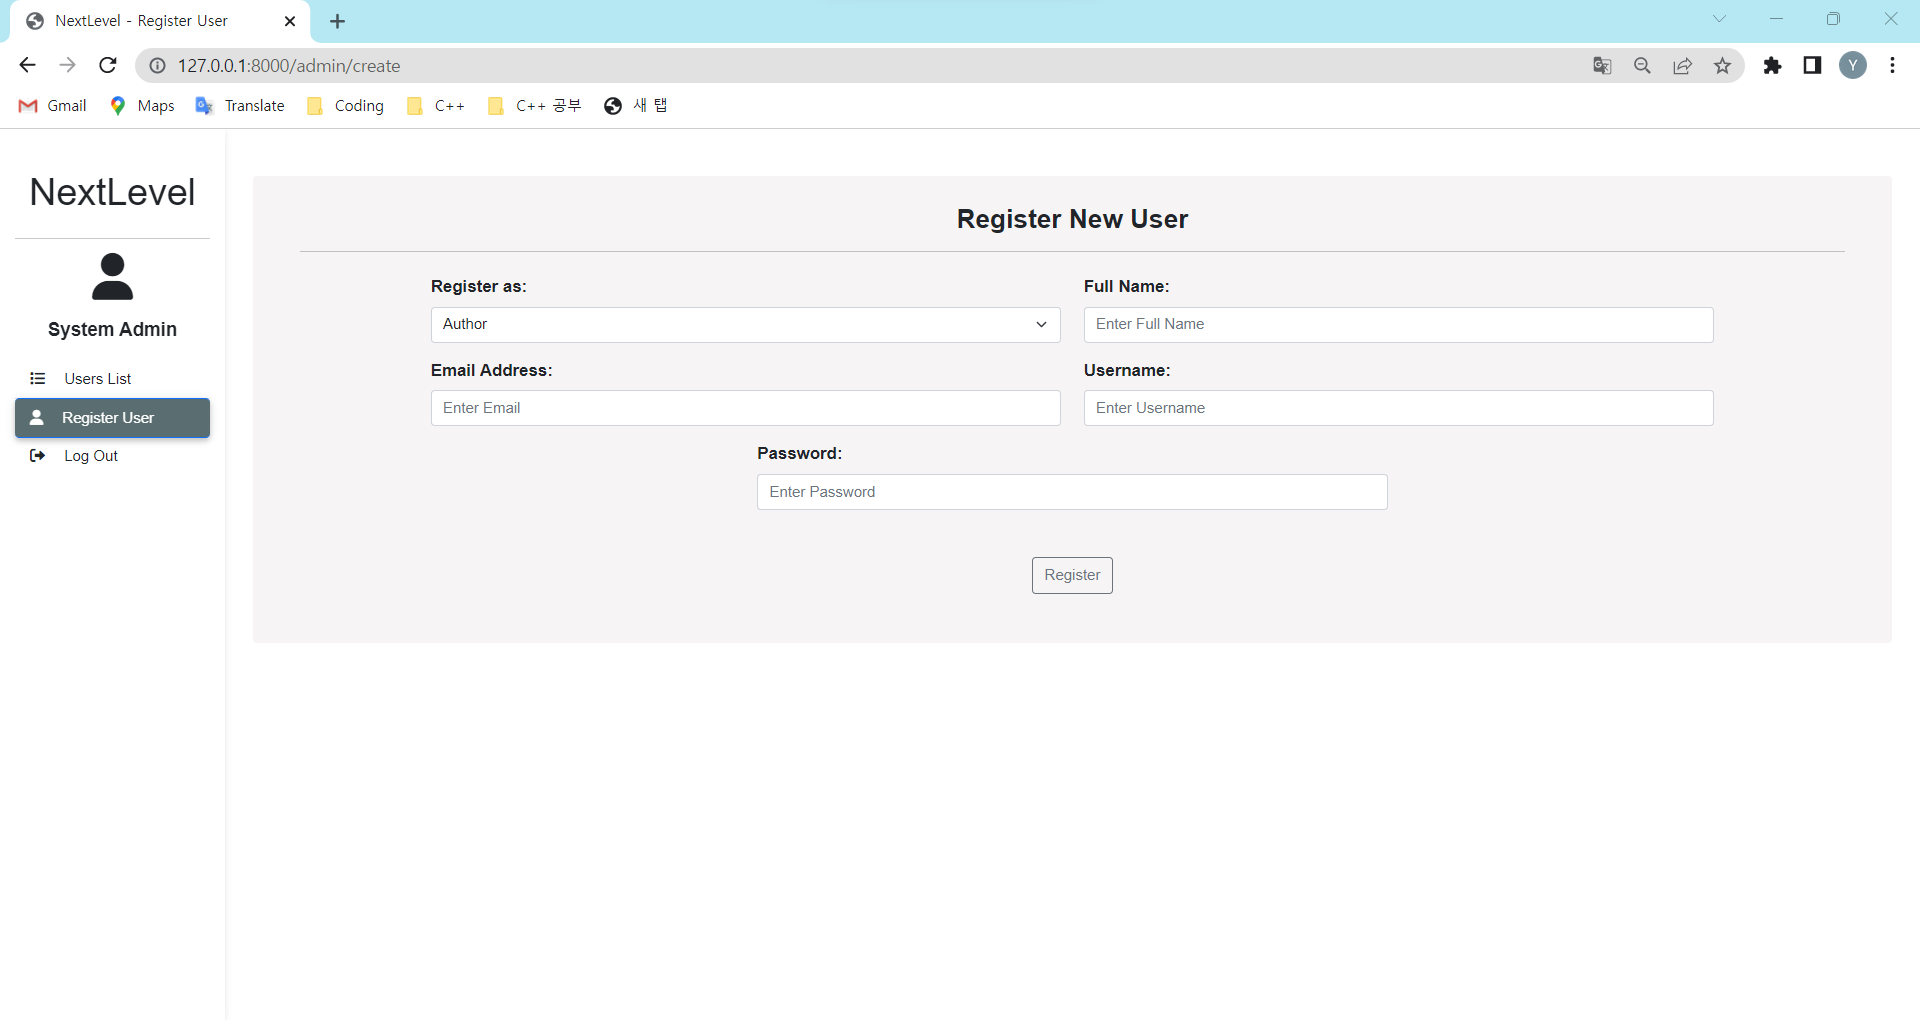 NextLevel - Register User
127.0.0.1:8000/admin/create
Y
Gmail
Maps
Translate
Coding
C++
C++ 공부
새 탭
NextLevel
System Admin
Users List
Register User
Log Out
Register New User
Register as:
Full Name:
Author
Enter Full Name
Email Address:
Username:
Enter Email
Enter Username
Password:
Enter Password
Register